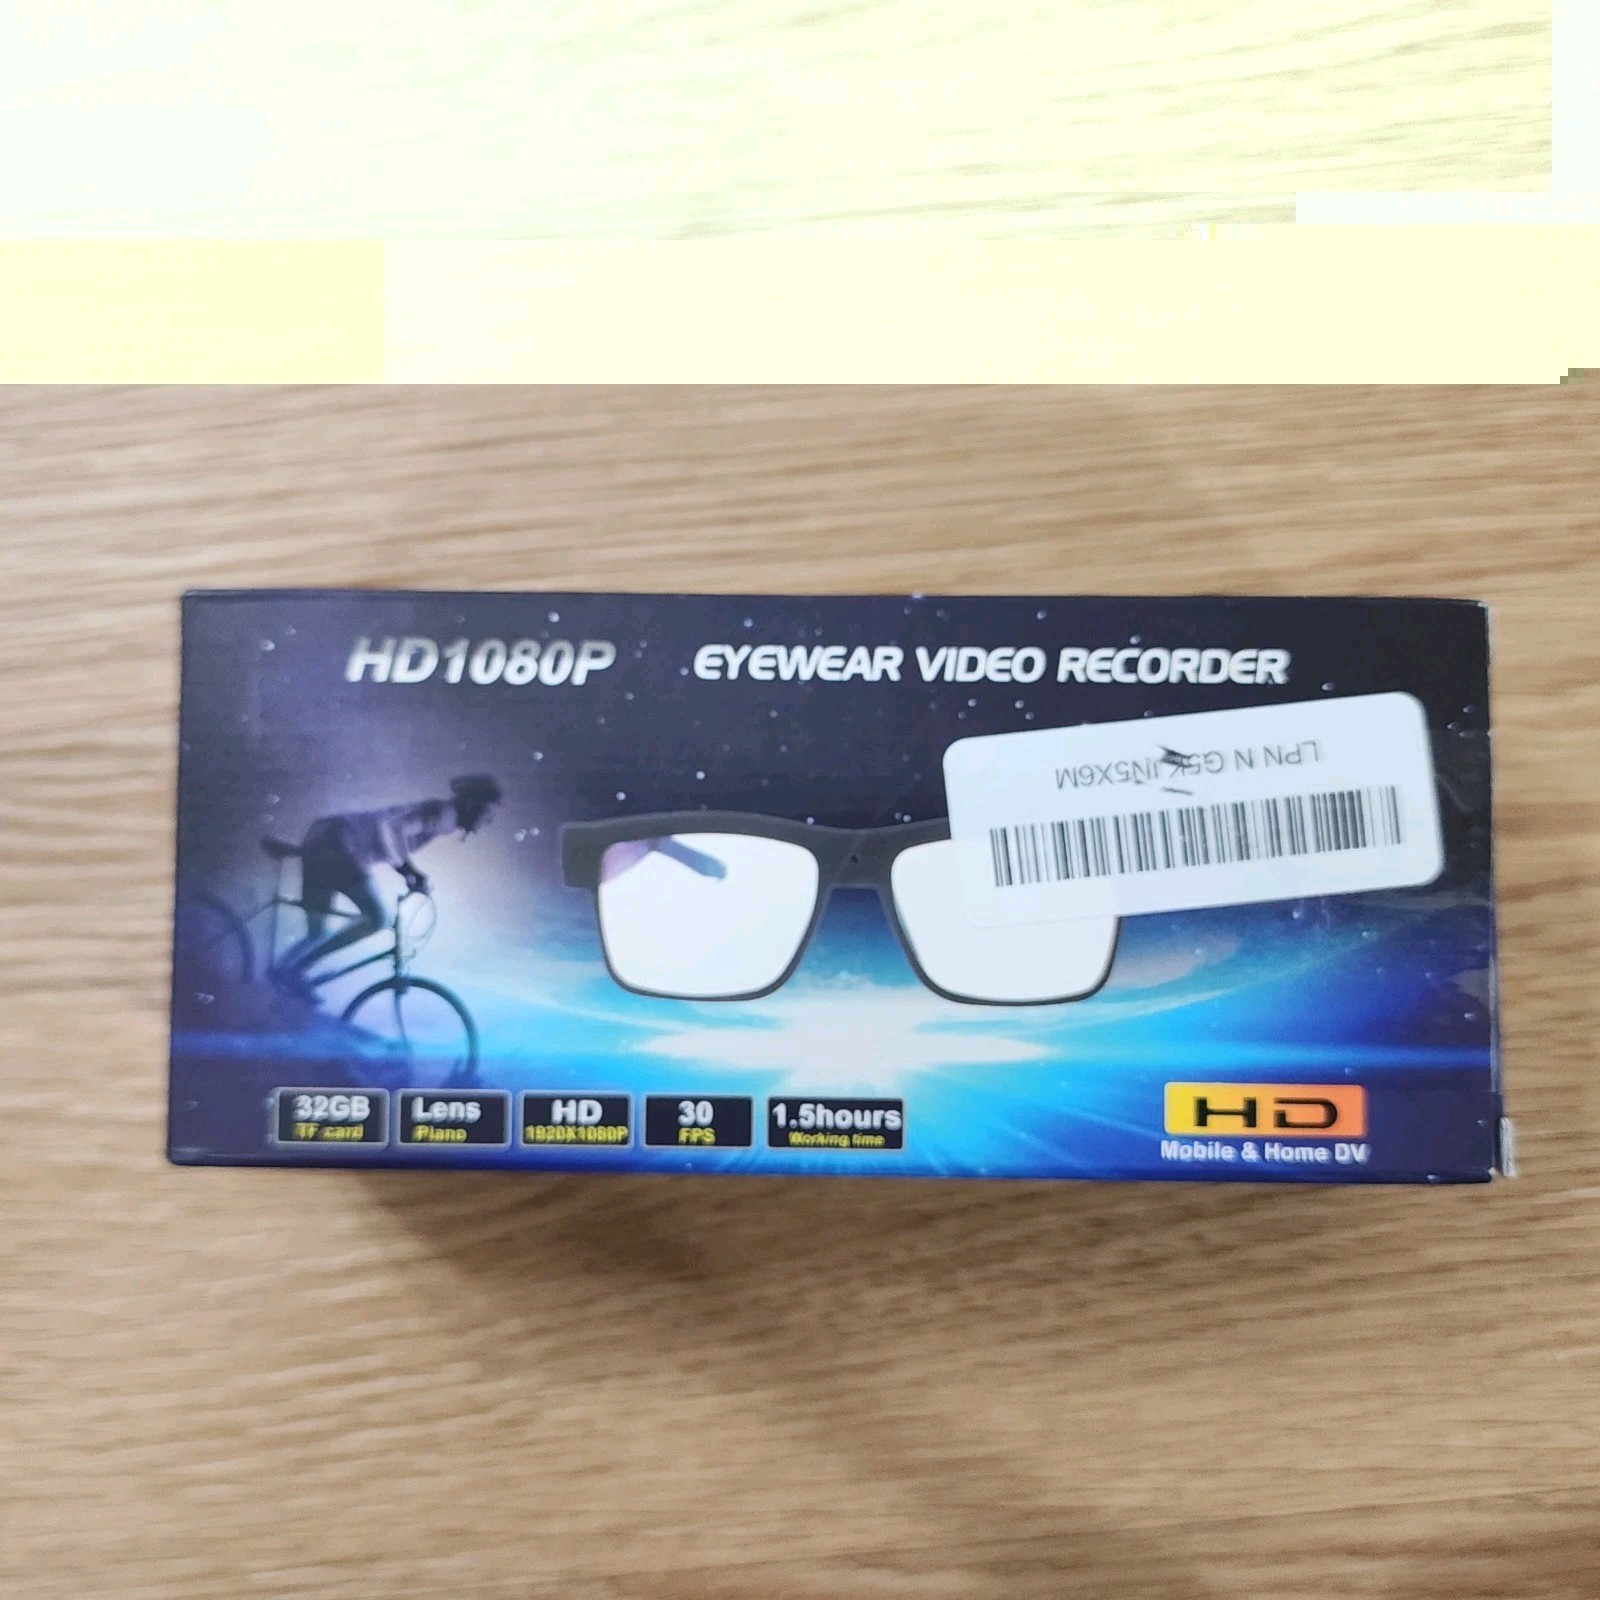 HD1080P EYEWEAR VIDEO RECORDER
32GB
TF card
Lens
Plano
HD
1920X1080P
30
FPS
1.5hours
Working time
HD
Mobile & Home DV